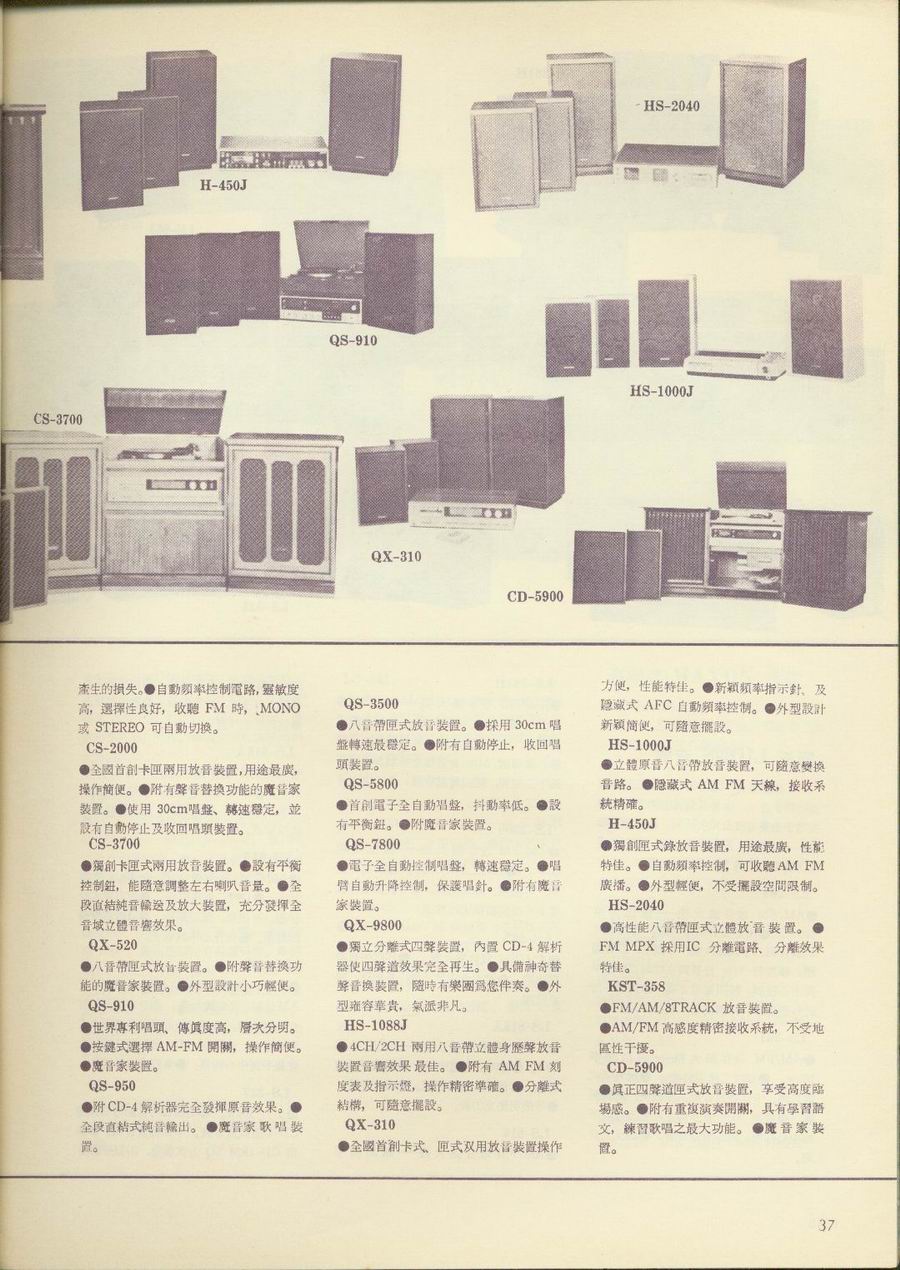 HS-2040
H-450J
QS-910
HS-1000J
CS-3700
QX-310
CD-5900
產生的損失。●自動頻率控制電路,靈敏度
高，選擇性良好，收聽 FM 時，MONO
或 STEREO 可自動切換。
CS-2000
●全國首創卡匣兩用放音裝置,用途最廣,
操作簡便。●附有聲音替換功能的魔音家
裝置。●使用 30cm唱盤、轉速穩定，並
設有自動停止及收回唱頭裝置。
CS-3700
●獨創卡匣式兩用放音裝置。●設有平衡
控制鈕，能隨意調整左右喇叭音量。●全
段直結純音輸送及放大裝置，充分發揮全
音域立體音響效果。
QX-520
●八音帶匣式放音裝置。●附聲音替換功
能的魔音家裝置。●外型設計小巧輕便。
QS-910
●世界專利唱頭、傳眞度高，層次分明。
●按鍵式選擇 AM-FM 開關，操作簡便。
●魔音家裝置。
QS-950
●附CD-4解析器完全發揮原音效果。●
全段直結式純音輸出。●魔音家歌唱裝
置。
QS-3500
●八音帶匣式放音裝置。●採用30cm唱
盤轉速最穩定。●附有自動停止，收回唱
頭裝置。
QS-5800
●首創電子全自動唱盤，抖動率低。●設
有平衡鈕。●附魔音家裝置。
QS-7800
●電子全自動控制唱盤，轉速穩定。●唱
臂自動升降控制，保護唱針。●附有魔音
家裝置。
QX-9800
●獨立分離式四聲裝置，內置 CD-4 解析
器使四聲道效果完全再生。●具備神奇替
聲音換裝置，隨時有樂團爲您伴奏。●外
型雍容華貴，氣派非凡。
HS-1088J
●4CH/2CH 兩用八音帶立體身歷聲放音
裝置音響效果最佳。●附有 AM FM 刻
度表及指示燈，操作精密準確。●分離式
結構，可隨意擺設。
QX-310
●全國首創卡式、匣式双用放音裝置操作
方便，性能特佳。●新穎頻率指示針、及
隱藏式 AFC 自動頻率控制。●外型設計
新穎簡便，可隨意擺設。
HS-1000J
●立體原音八音帶放音裝置，可隨意變換
音路。●隱藏式 AM FM 天線，接收系
統精確。
H-450J
●獨創匣式錄放音裝置，用途最廣，性能
特佳。●自動頻率控制，可收聽AM FM
廣播。●外型輕便，不受擺設空間限制。
HS-2040
●高性能八音帶匣式立體放音裝置。●
FM MPX 採用IC 分離電路、分離效果
特佳。
KST-358
●FM/AM/8TRACK 放音裝置。
●AM/FM高感度精密接收系統，不受地
區性干擾。
CD-5900
●眞正四聲道匣式放音裝置，享受高度臨
場感。●附有重複演奏開關，具有學習語
文，練習歌唱之最大功能。●魔音家裝
置。
37